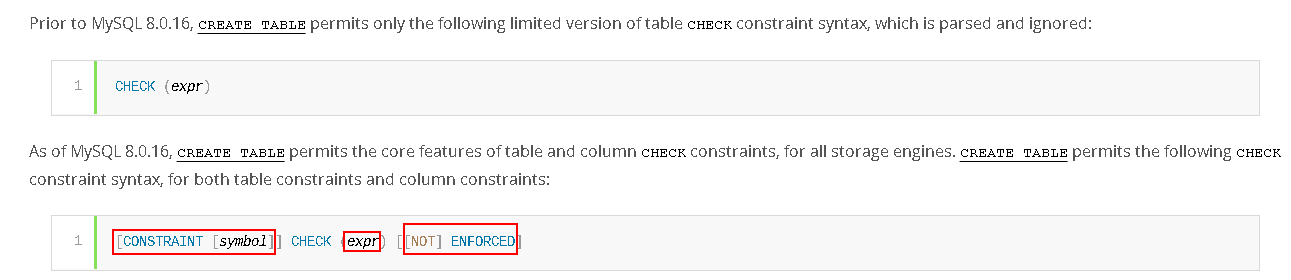 Prior to MySQL 8.0.16, CREATE TABLE permits only the following limited version of table CHECK constraint syntax, which is parsed and ignored:
1 CHECK (expr)
As of MySQL 8.0.16, CREATE TABLE permits the core features of table and column CHECK constraints, for all storage engines. CREATE TABLE permits the following CHECK
constraint syntax, for both table constraints and column constraints:
1 [CONSTRAINT [symbol]] CHECK (expr) [[NOT] ENFORCED]